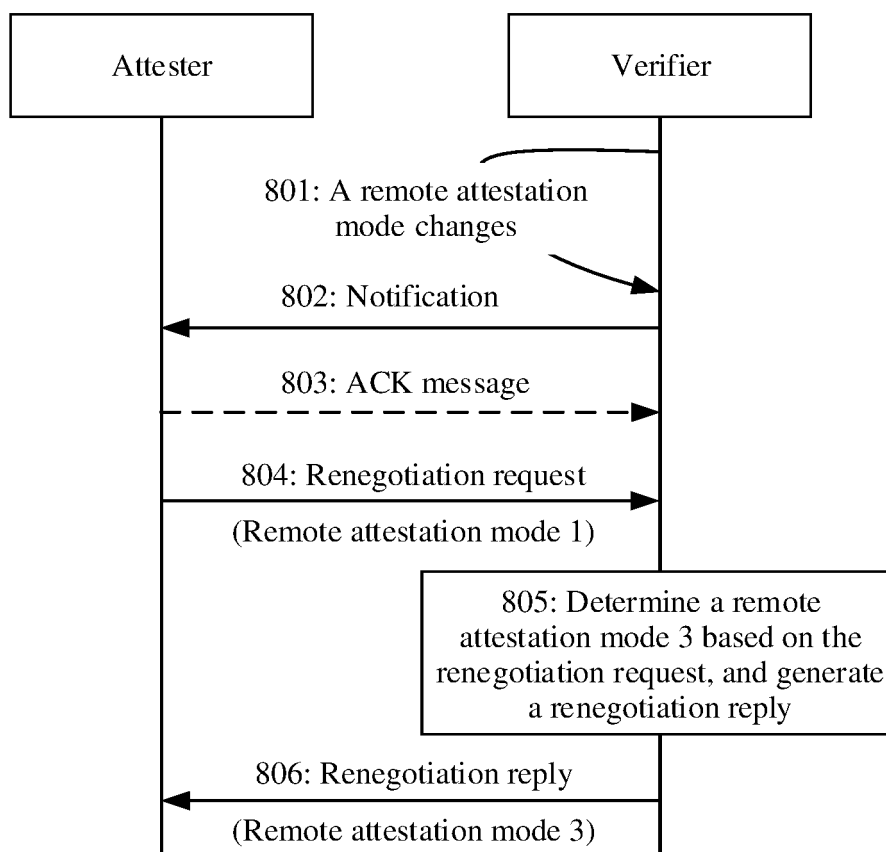 Attester
Verifier
801: A remote attestation
mode changes
802: Notification
803: ACK message
804: Renegotiation request
(Remote attestation mode 1)
805: Determine a remote
attestation mode 3 based on the
renegotiation request, and generate
a renegotiation reply
806: Renegotiation reply
(Remote attestation mode 3)